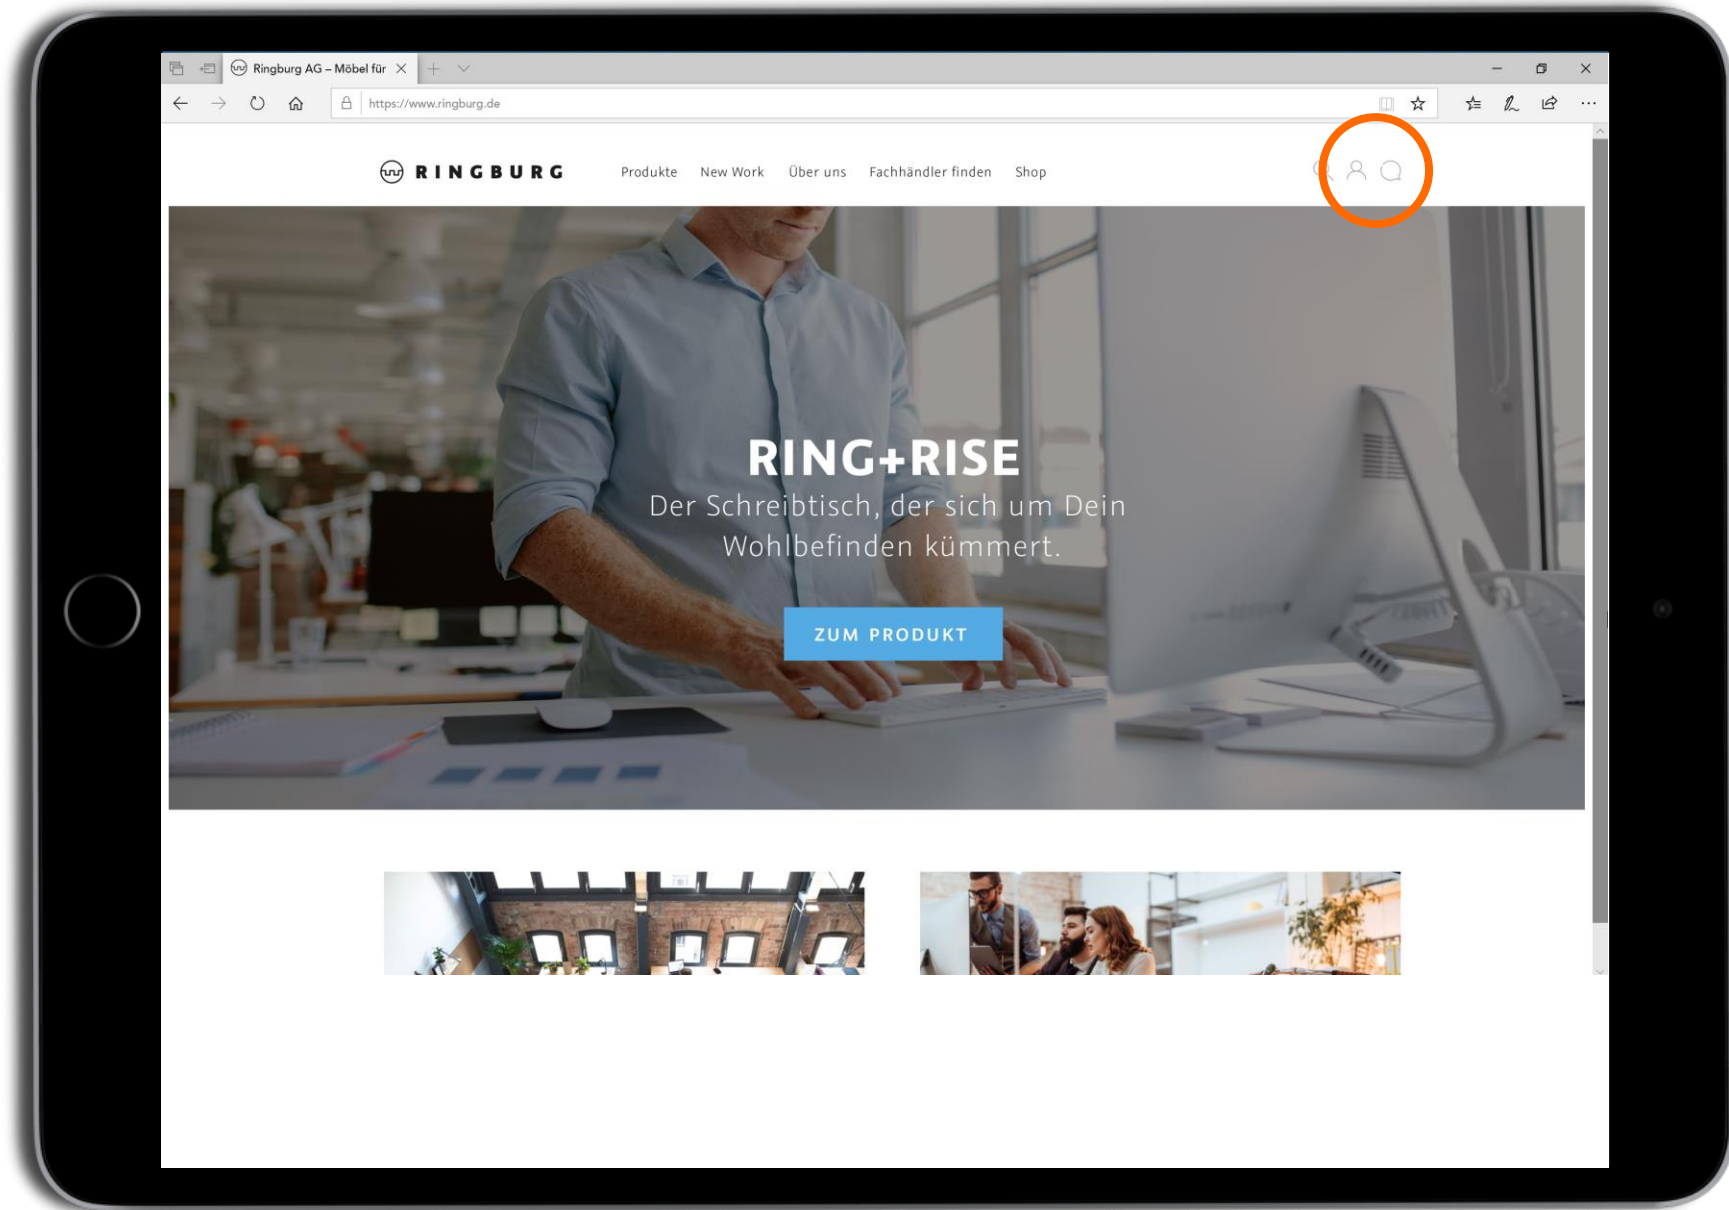 Ringburg AG – Möbel für
https://www.ringburg.de
RINGBURG
Produkte New Work Über uns Fachhändler finden Shop
RING+RISE
Der Schreibtisch, der sich um Dein
Wohlbefinden kümmert.
ZUM PRODUKT